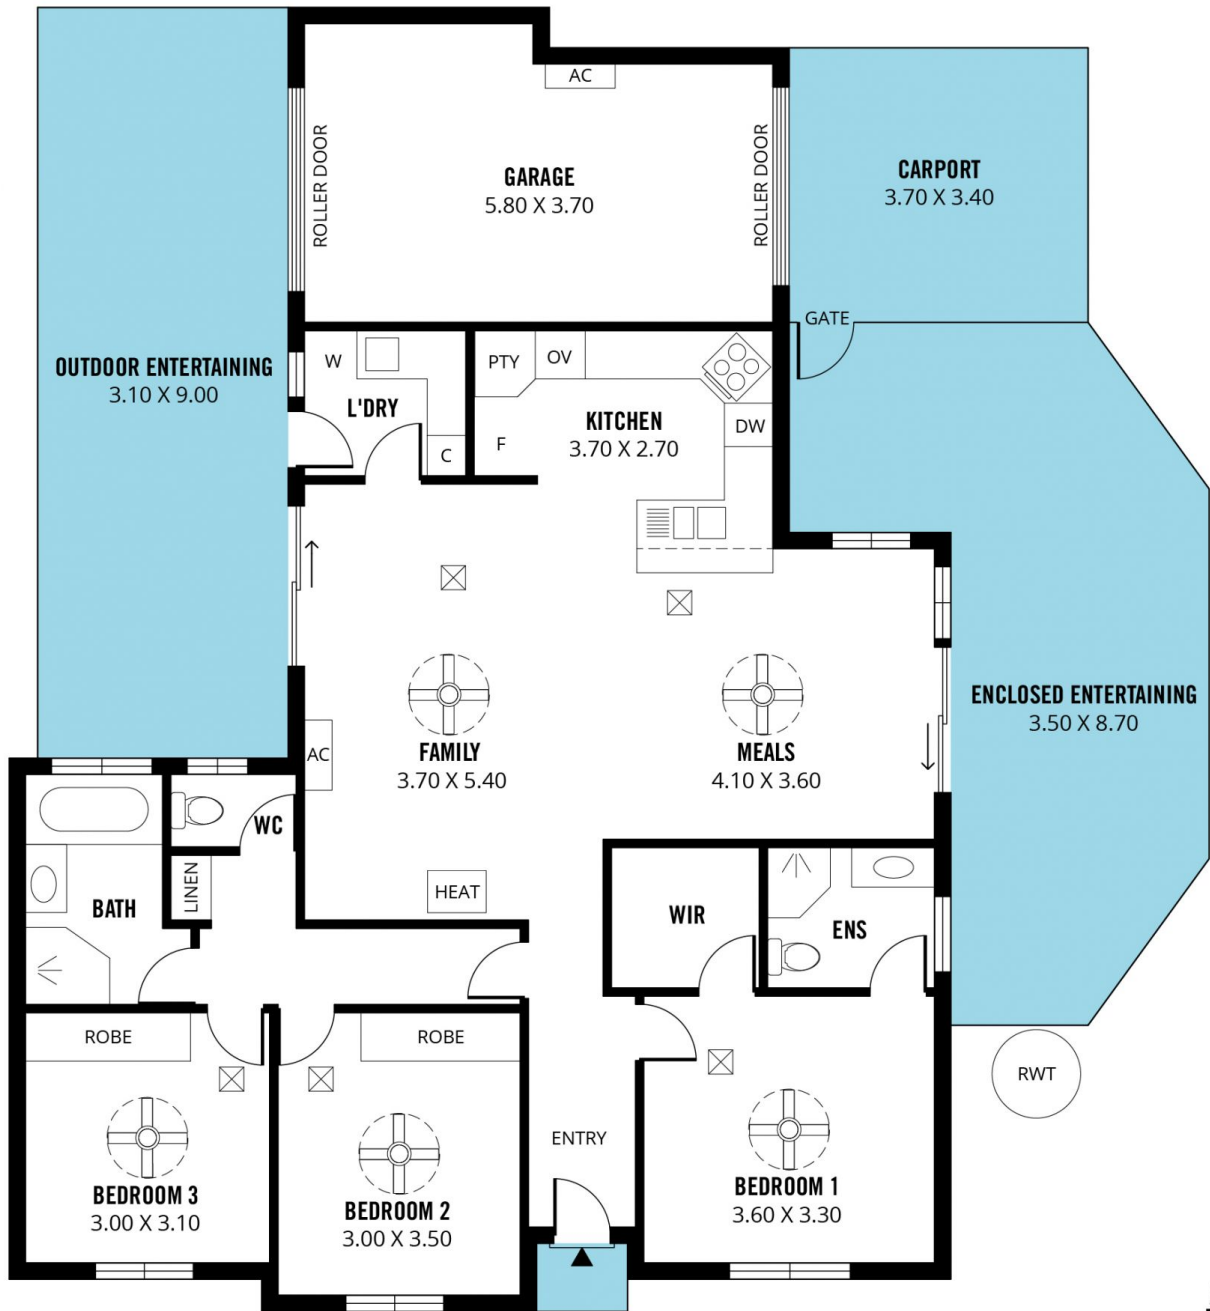 AC
ROLLER DOOR
GARAGE
5.80 X 3.70
ROLLER DOOR
CARPORT
3.70 X 3.40
GATE
OUTDOOR ENTERTAINING
3.10 X 9.00
W
L'DRY
C
PTY
OV
F
KITCHEN
3.70 X 2.70
DW
ENCLOSED ENTERTAINING
3.50 X 8.70
AC
FAMILY
3.70 X 5.40
MEALS
4.10 X 3.60
WC
LINEN
BATH
HEAT
WIR
ENS
ROBE
ROBE
RWT
ENTRY
BEDROOM 3
3.00 X 3.10
BEDROOM 2
3.00 X 3.50
BEDROOM 1
3.60 X 3.30